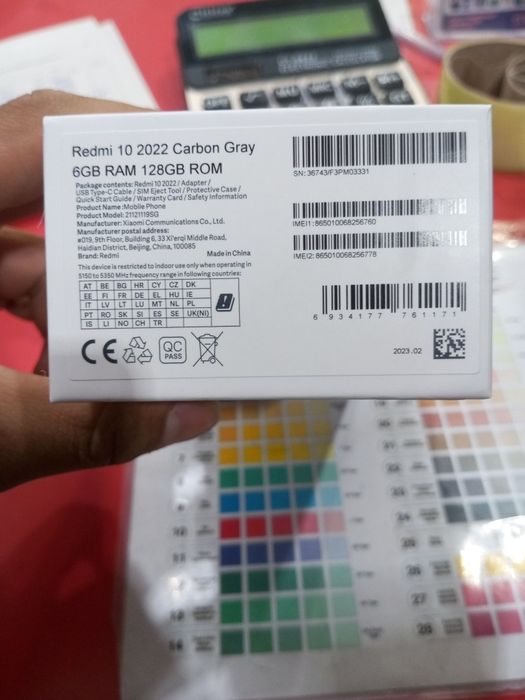 Redmi 10 2022 Carbon Gray
6GB RAM 128GB ROM
Package contents: Redmi 10 2022 / Adapter /
USB Type-C Cable / SIM Eject Tool / Protective Case /
Quick Start Guide / Warranty Card / Safety Information
Product Name :Mobile Phone
Product Model: 21121119SG
Manufacturer: Xiaomi Communications Co., Ltd.
Manufacturer postal address:
#019, 9th Floor, Building 6, 33 Xi'erqi Middle Road,
Haidian District, Beijing, China, 100085
Brand: Redmi
Made in China
This device is restricted to indoor use only when operating in
5150 to 5350 MHz frequency range in following countries:
AT BE BG HR CY CZ DK
EE FI FR DE EL HU IE
IT LV LT LU MT NL PL
PT RO SK SI ES SE UK(NI)
IS LI NO CH TR
CE
QC
PASS
SN: 36743/F3PM03331
IMEI1: 865010068256760
IMEI2: 865010068256778
6 934177 761171
2023.02
10
11
13
14
26
27
28